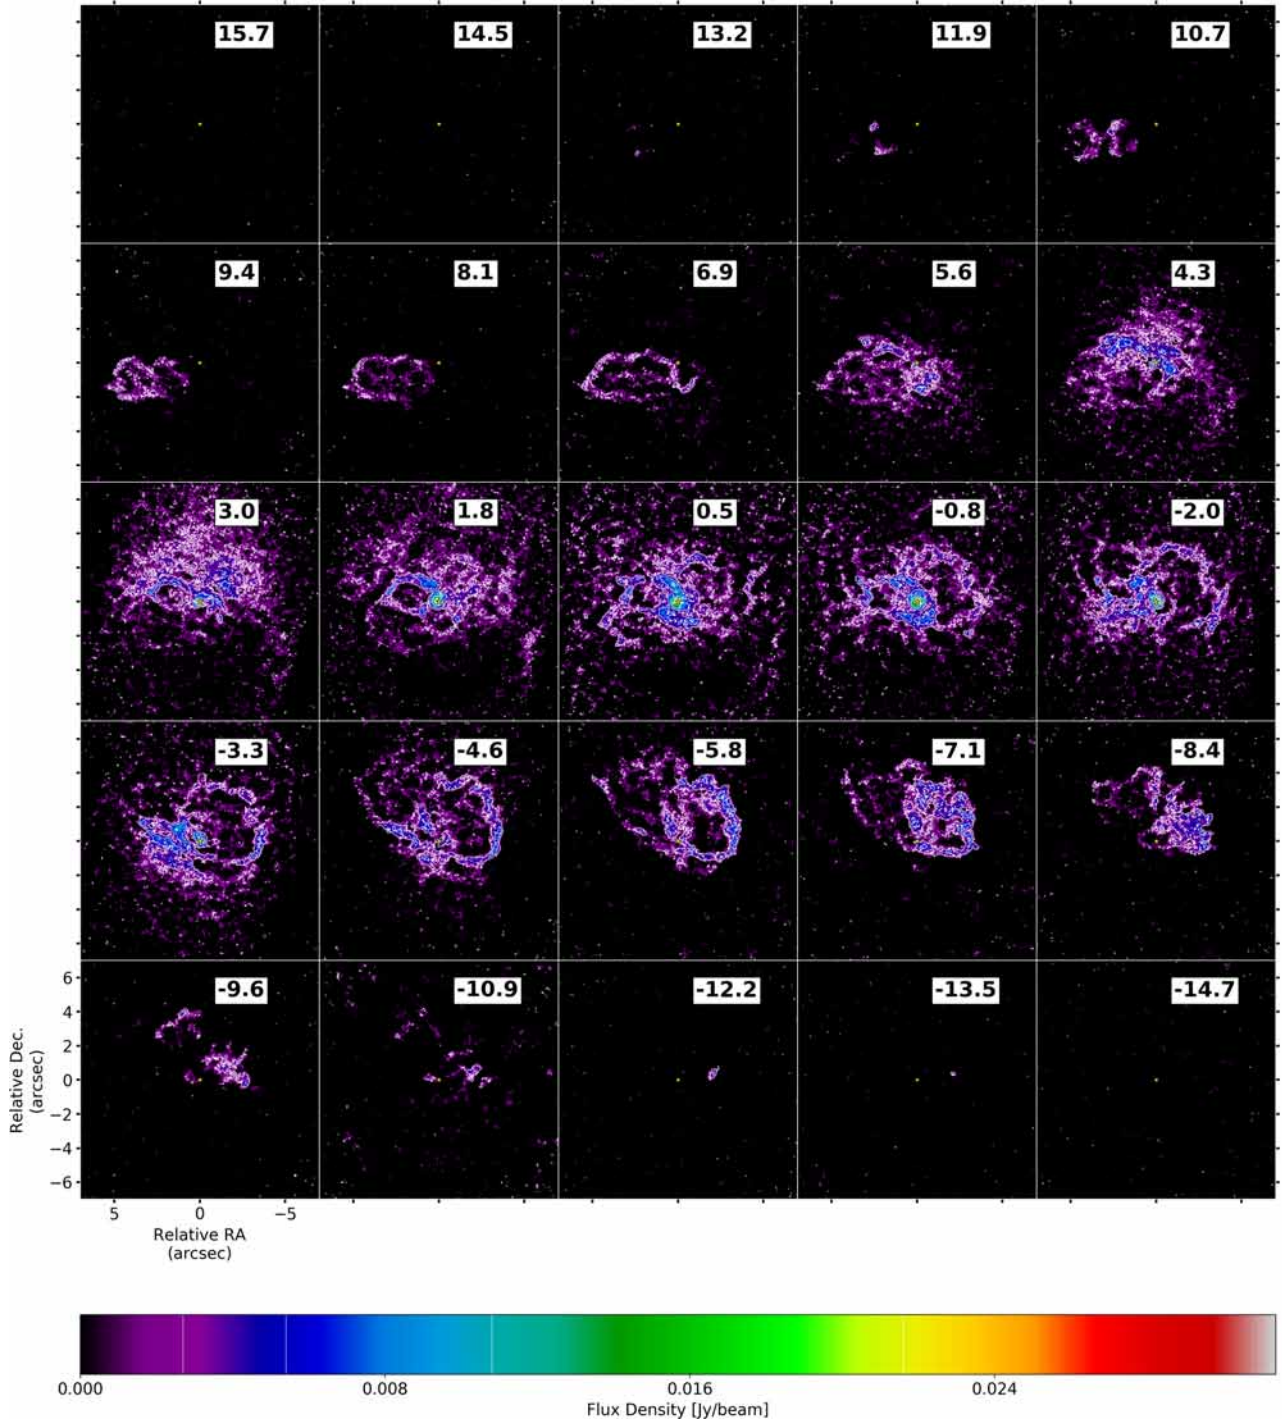 15.7 14.5 13.2 11.9 10.7
9.4 8.1 6.9 5.6 4.3
3.0 1.8 0.5 -0.8 -2.0
-3.3 -4.6 -5.8 -7.1 -8.4
-9.6 -10.9 -12.2 -13.5 -14.7
6
4
2
0
−2
−4
−6
Relative Dec.
(arcsec)
5 0 −5
Relative RA
(arcsec)
0.000 0.008 0.016 0.024
Flux Density [Jy/beam]